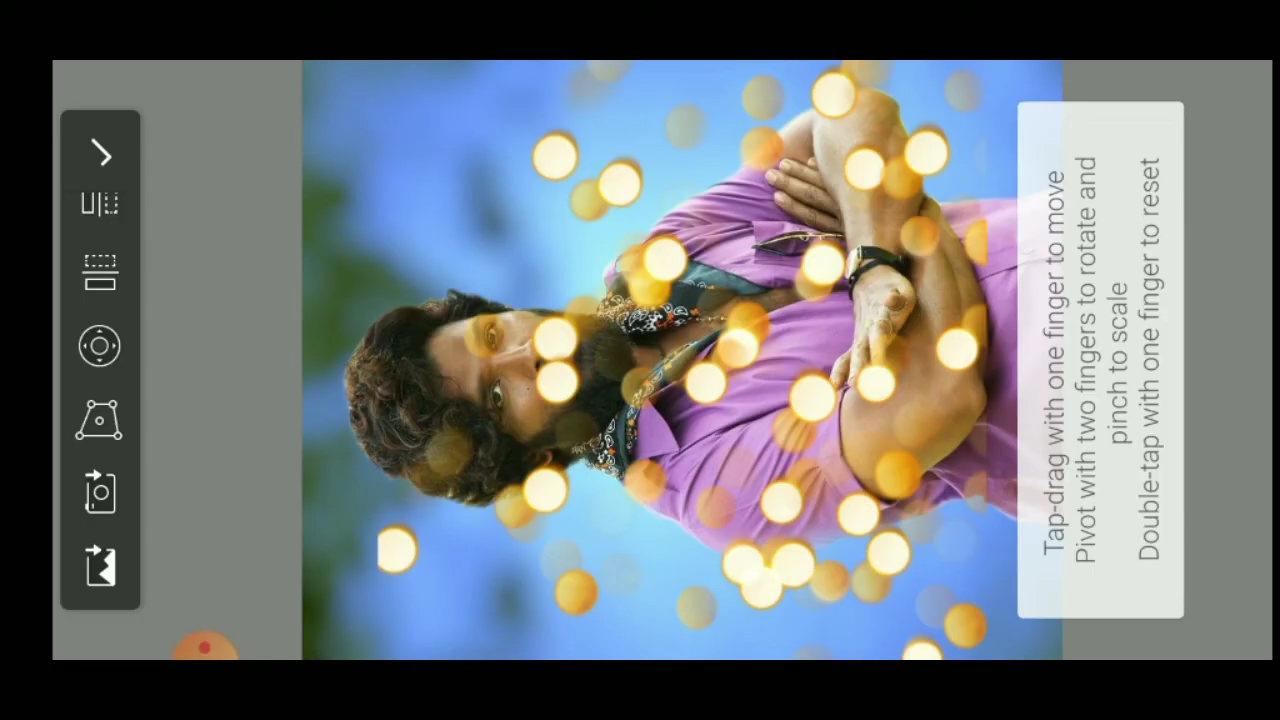 Tap-drag with one finger to move
Pivot with two fingers to rotate and
pinch to scale
Double-tap with one finger to reset